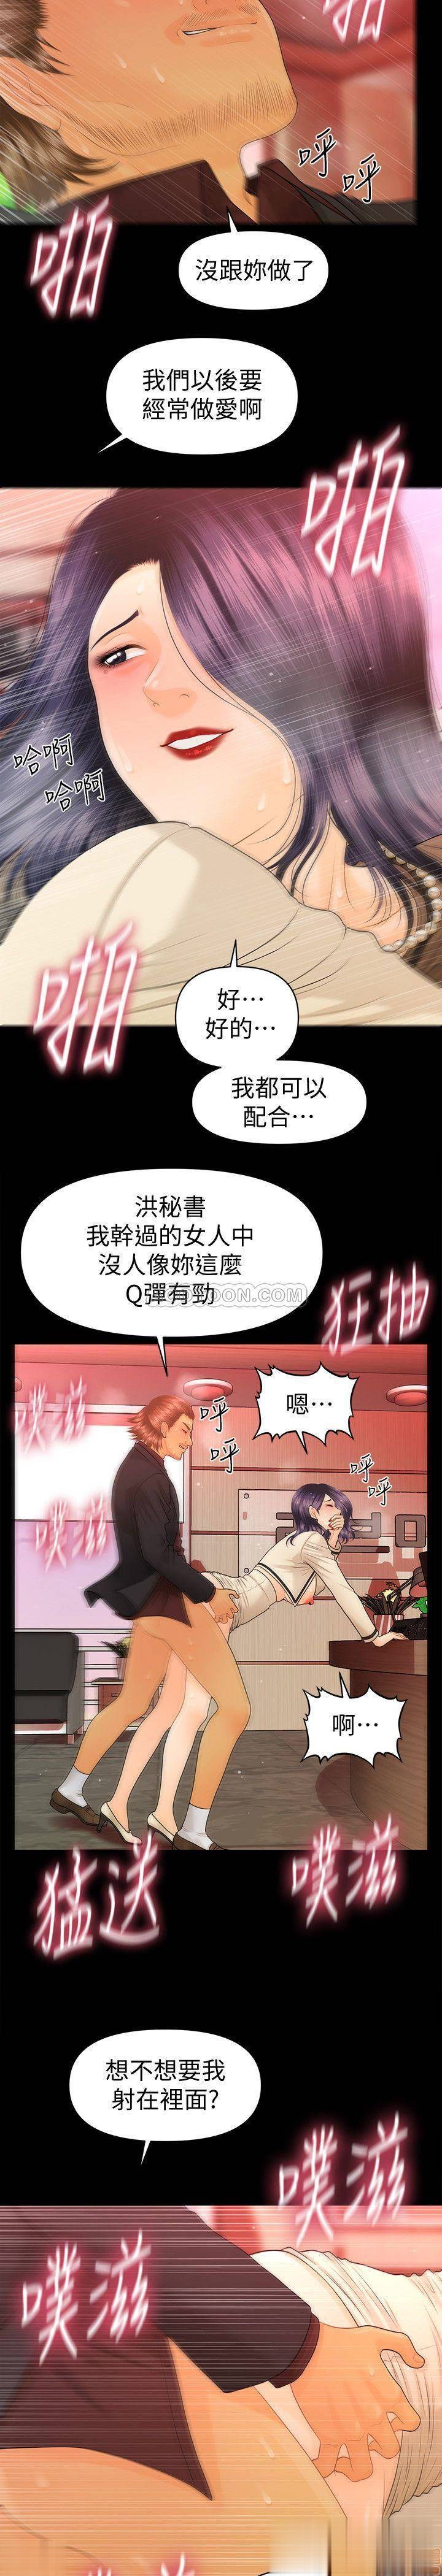 啪
呼
呼
啪
沒跟妳做了
我們以後要
經常做愛啊
啪
哈啊
哈啊
啪
好…
好的…
我都可以
配合…
洪秘書
我幹過的女人中
沒人像妳這麼
Q彈有勁
狂抽
噗滋
呼
呼
嗯…
呼
呼
噗滋
啊…
猛送
噗滋
想不想要我
射在裡面?
噗滋
噗滋
噗滋